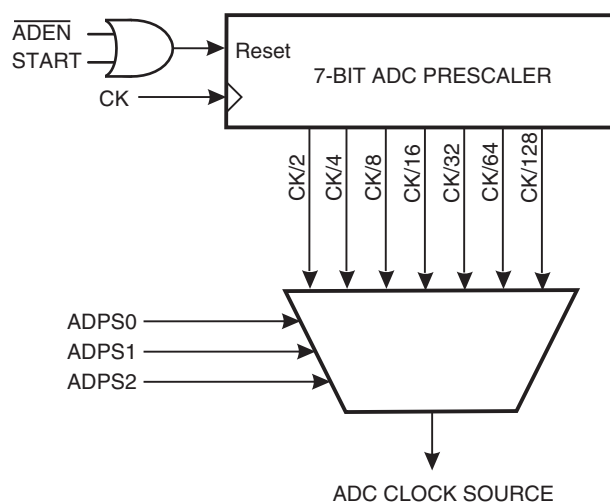 ADEN
START
Reset
7-BIT ADC PRESCALER
CK
CK/2
CK/4
CK/8
CK/16
CK/32
CK/64
CK/128
ADPS0
ADPS1
ADPS2
ADC CLOCK SOURCE